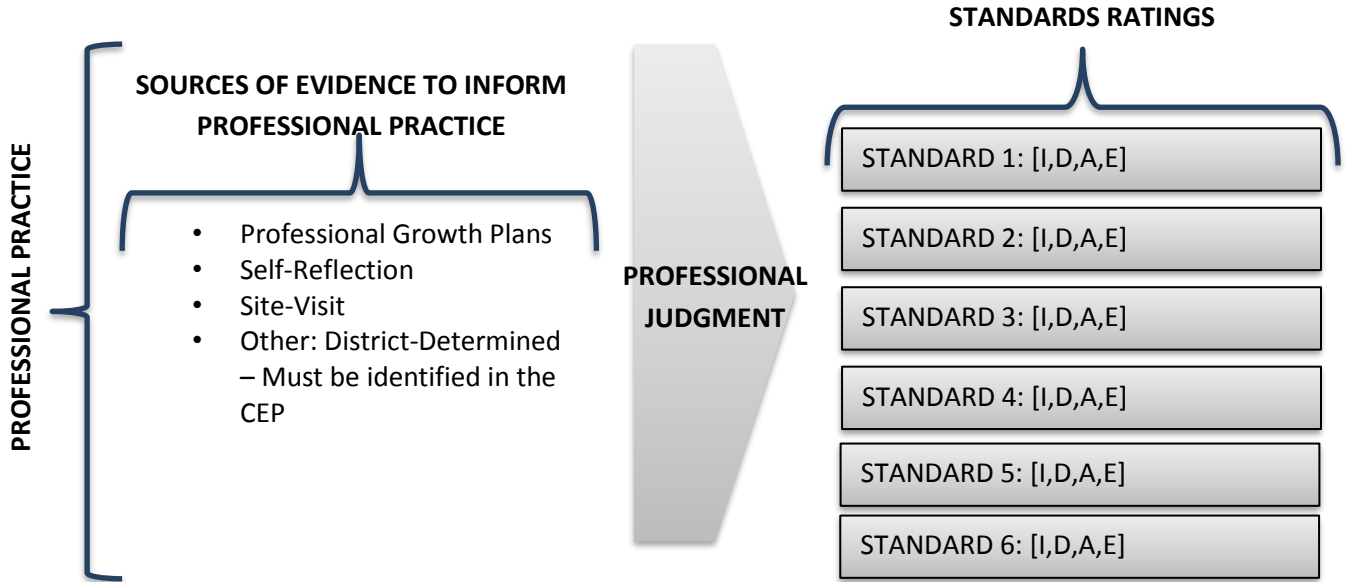 PROFESSIONAL PRACTICE
SOURCES OF EVIDENCE TO INFORM
PROFESSIONAL PRACTICE
• Professional Growth Plans
• Self-Reflection
• Site-Visit
• Other: District-Determined
– Must be identified in the
CEP
PROFESSIONAL
JUDGMENT
STANDARDS RATINGS
STANDARD 1: [I,D,A,E]
STANDARD 2: [I,D,A,E]
STANDARD 3: [I,D,A,E]
STANDARD 4: [I,D,A,E]
STANDARD 5: [I,D,A,E]
STANDARD 6: [I,D,A,E]